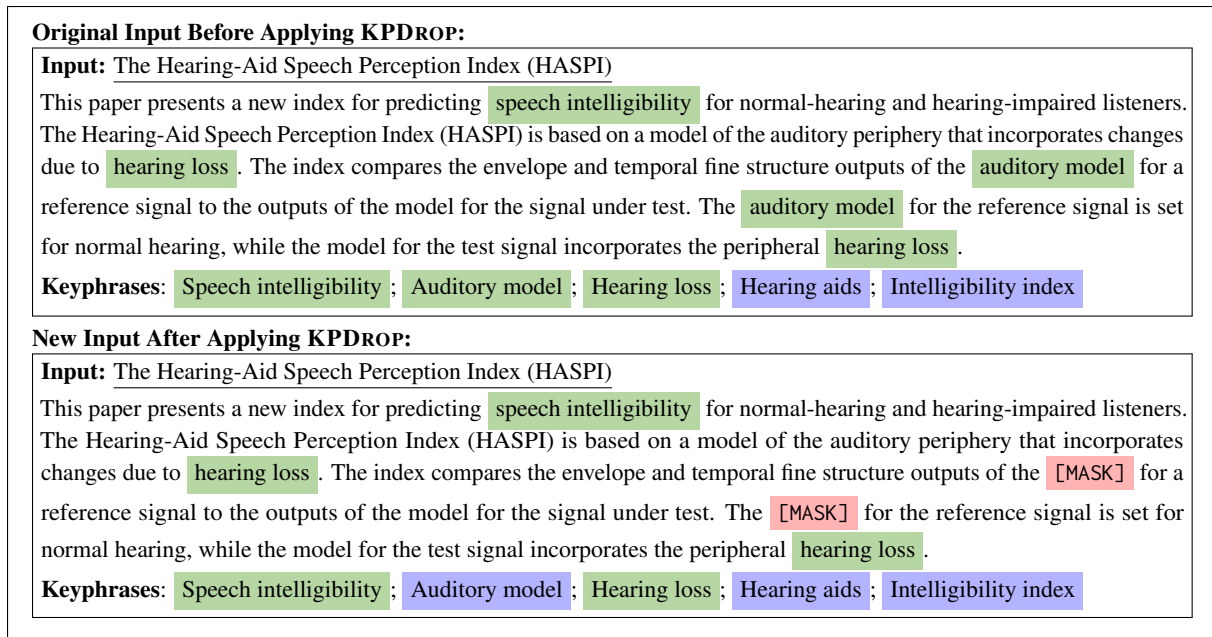 Original Input Before Applying KPDROP:
Input: The Hearing-Aid Speech Perception Index (HASPI)
This paper presents a new index for predicting speech intelligibility for normal-hearing and hearing-impaired listeners.
The Hearing-Aid Speech Perception Index (HASPI) is based on a model of the auditory periphery that incorporates changes
due to hearing loss. The index compares the envelope and temporal fine structure outputs of the auditory model for a
reference signal to the outputs of the model for the signal under test. The auditory model for the reference signal is set
for normal hearing, while the model for the test signal incorporates the peripheral hearing loss.
Keyphrases: Speech intelligibility; Auditory model; Hearing loss; Hearing aids; Intelligibility index
New Input After Applying KPDROP:
Input: The Hearing-Aid Speech Perception Index (HASPI)
This paper presents a new index for predicting speech intelligibility for normal-hearing and hearing-impaired listeners.
The Hearing-Aid Speech Perception Index (HASPI) is based on a model of the auditory periphery that incorporates
changes due to hearing loss. The index compares the envelope and temporal fine structure outputs of the [MASK] for a
reference signal to the outputs of the model for the signal under test. The [MASK] for the reference signal is set for
normal hearing, while the model for the test signal incorporates the peripheral hearing loss.
Keyphrases: Speech intelligibility; Auditory model; Hearing loss; Hearing aids; Intelligibility index